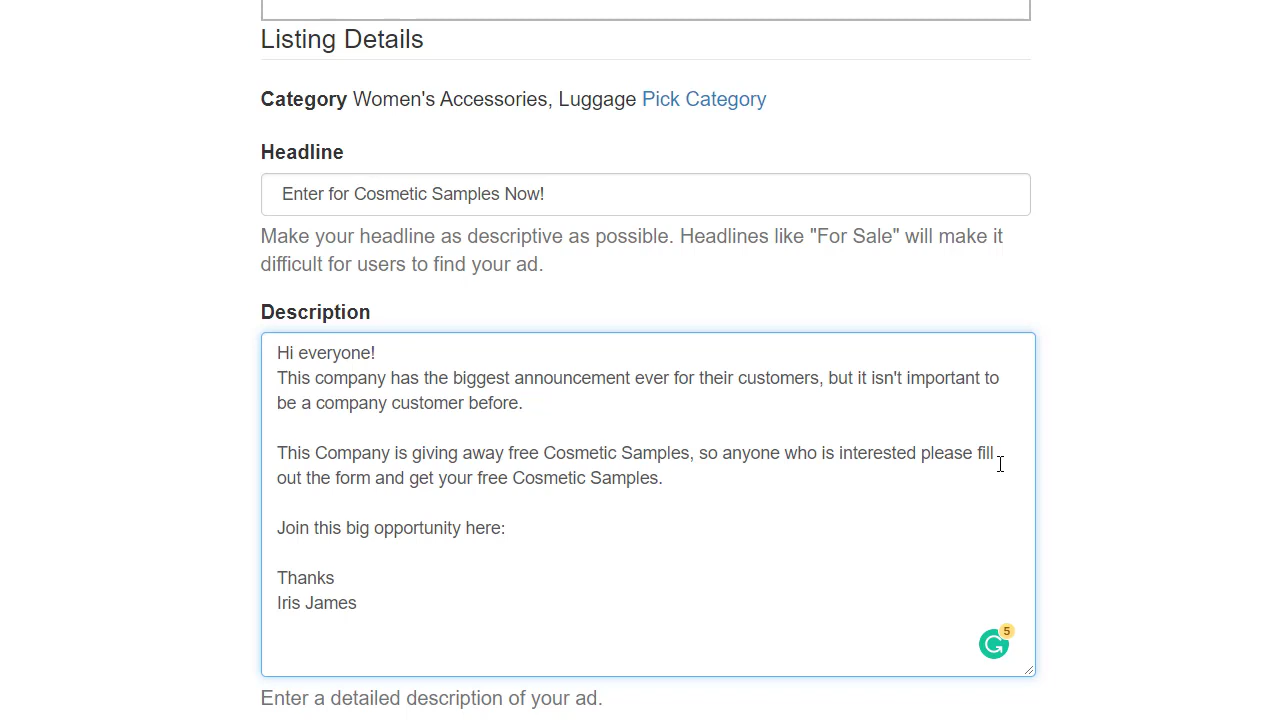 Listing Details
Category Women's Accessories, Luggage Pick Category
Headline
Enter for Cosmetic Samples Now!
Make your headline as descriptive as possible. Headlines like "For Sale" will make it
difficult for users to find your ad.
Description
Hi everyone!
This company has the biggest announcement ever for their customers, but it isn't important to
be a company customer before.
This Company is giving away free Cosmetic Samples, so anyone who is interested please fill
out the form and get your free Cosmetic Samples.
Join this big opportunity here:
Thanks
Iris James
5
Enter a detailed description of your ad.